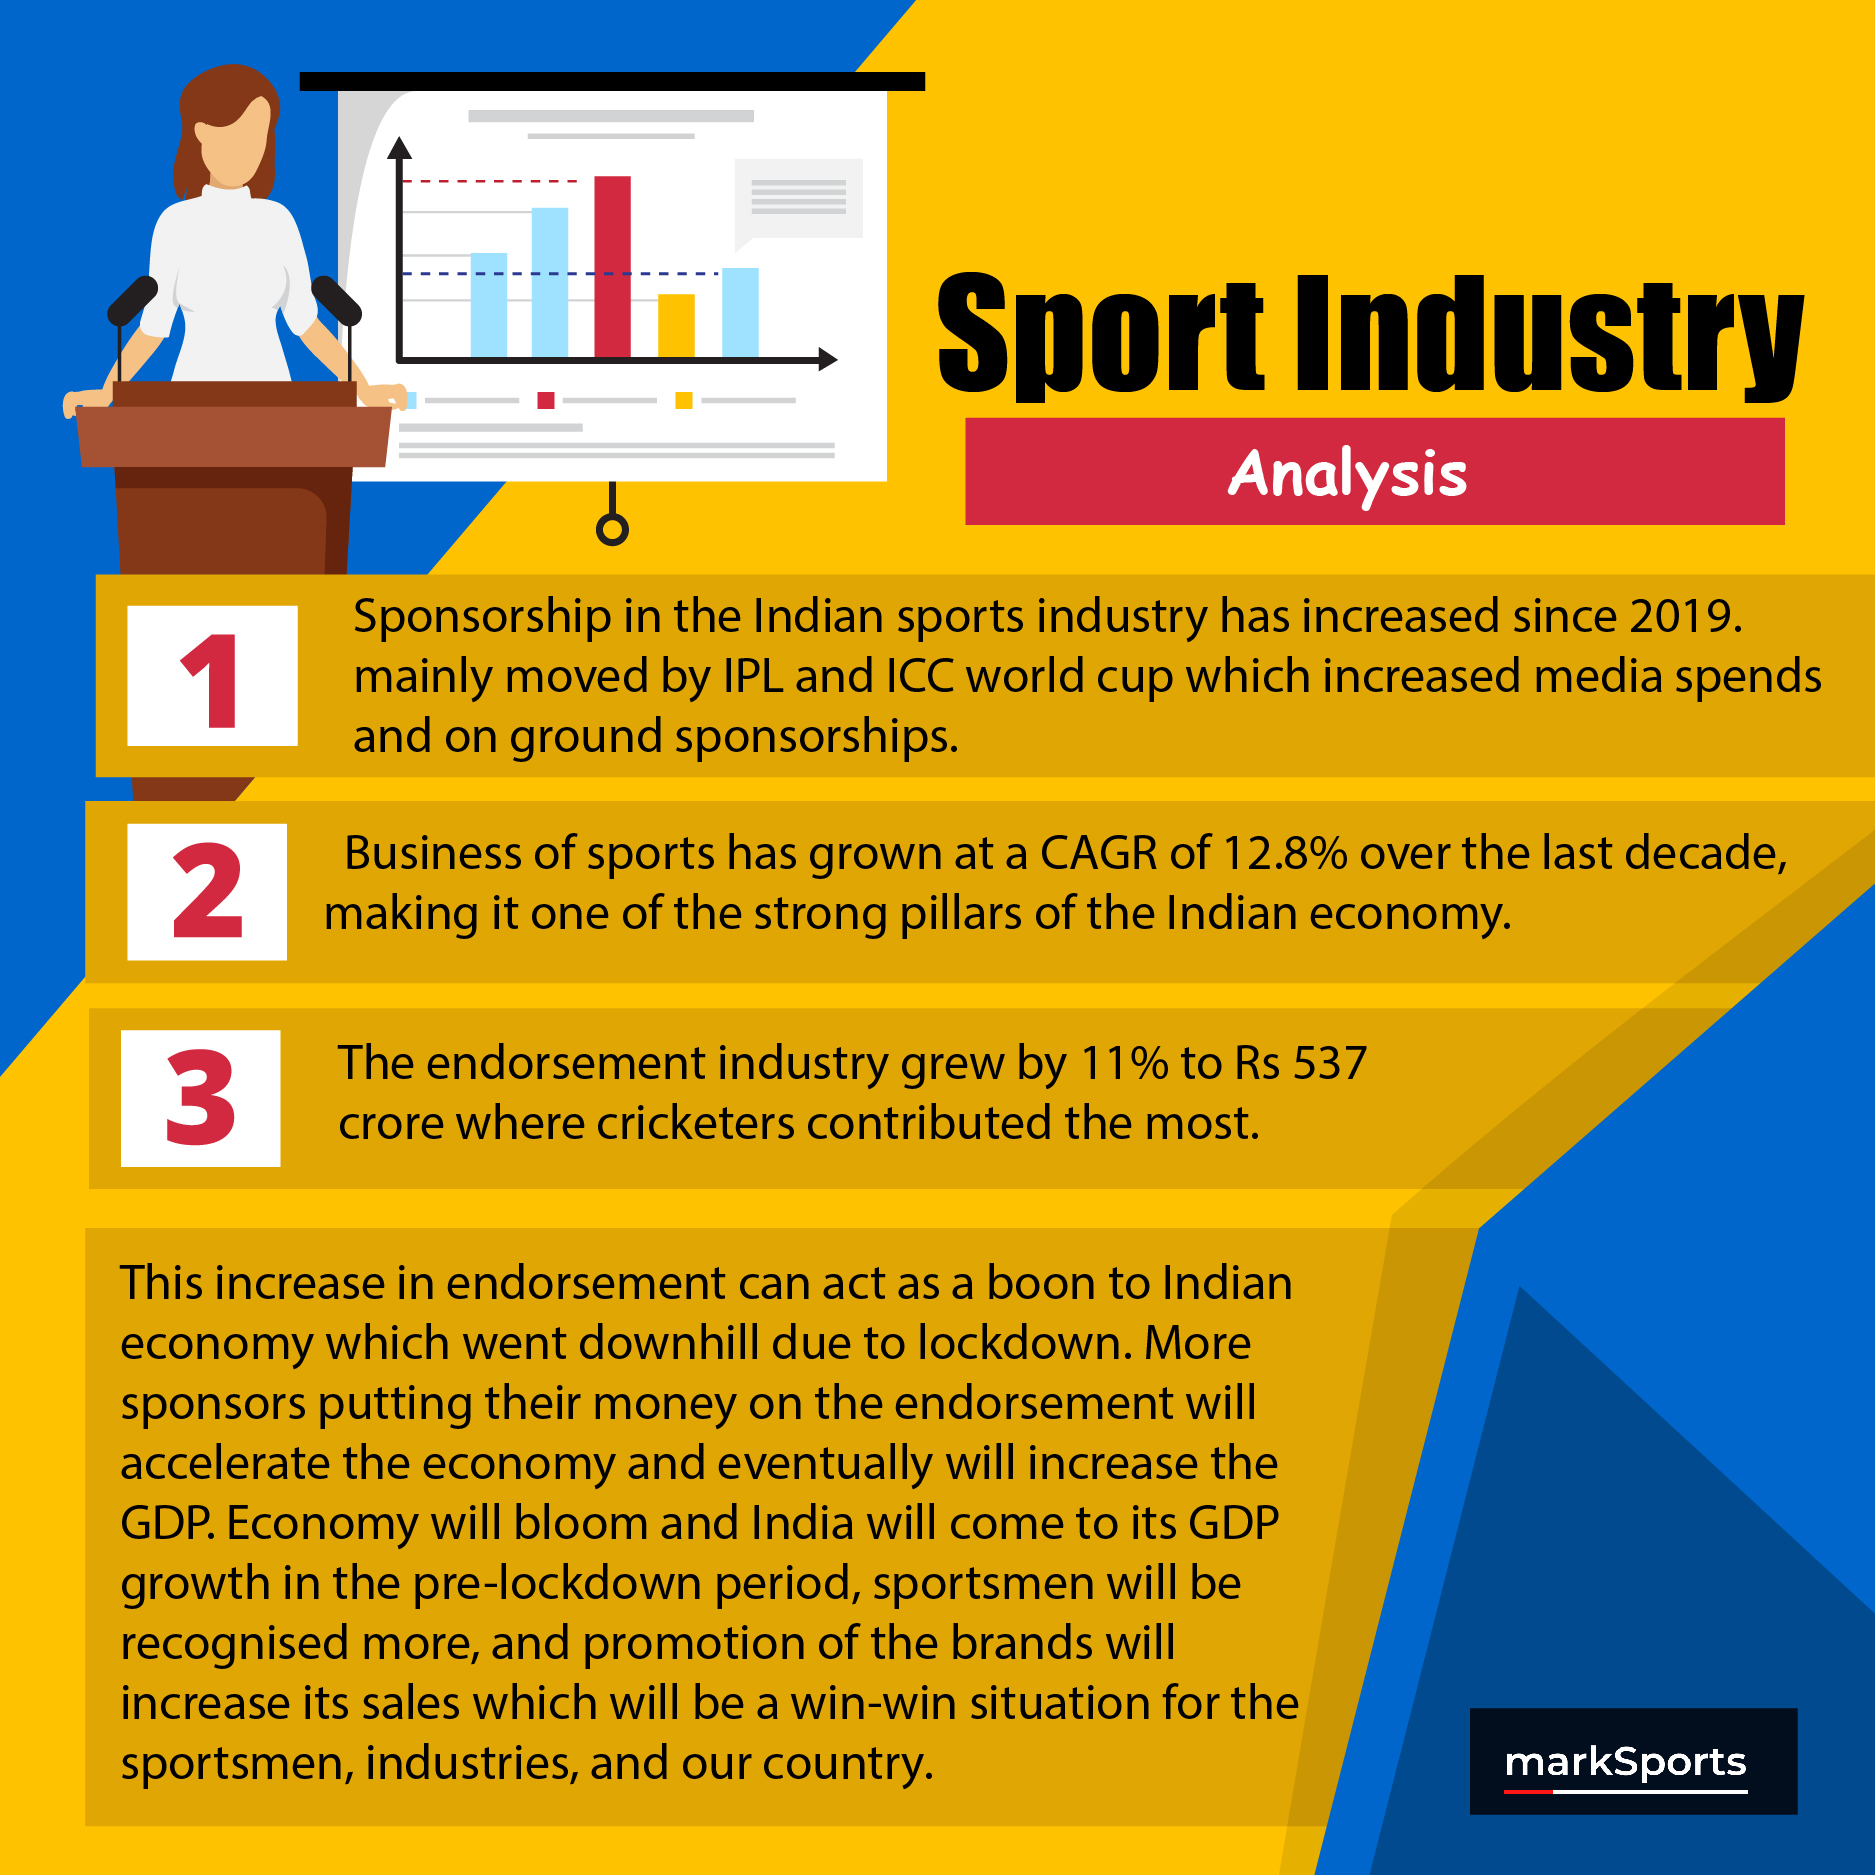 Sport Industry
Analysis
1
Sponsorship in the Indian sports industry has increased since 2019.
mainly moved by IPL and ICC world cup which increased media spends
and on ground sponsorships.
2
Business of sports has grown at a CAGR of 12.8% over the last decade,
making it one of the strong pillars of the Indian economy.
3
The endorsement industry grew by 11% to Rs 537
crore where cricketers contributed the most.
This increase in endorsement can act as a boon to Indian
economy which went downhill due to lockdown. More
sponsors putting their money on the endorsement will
accelerate the economy and eventually will increase the
GDP. Economy will bloom and India will come to its GDP
growth in the pre-lockdown period, sportsmen will be
recognised more, and promotion of the brands will
increase its sales which will be a win-win situation for the
sportsmen, industries, and our country.
markSports